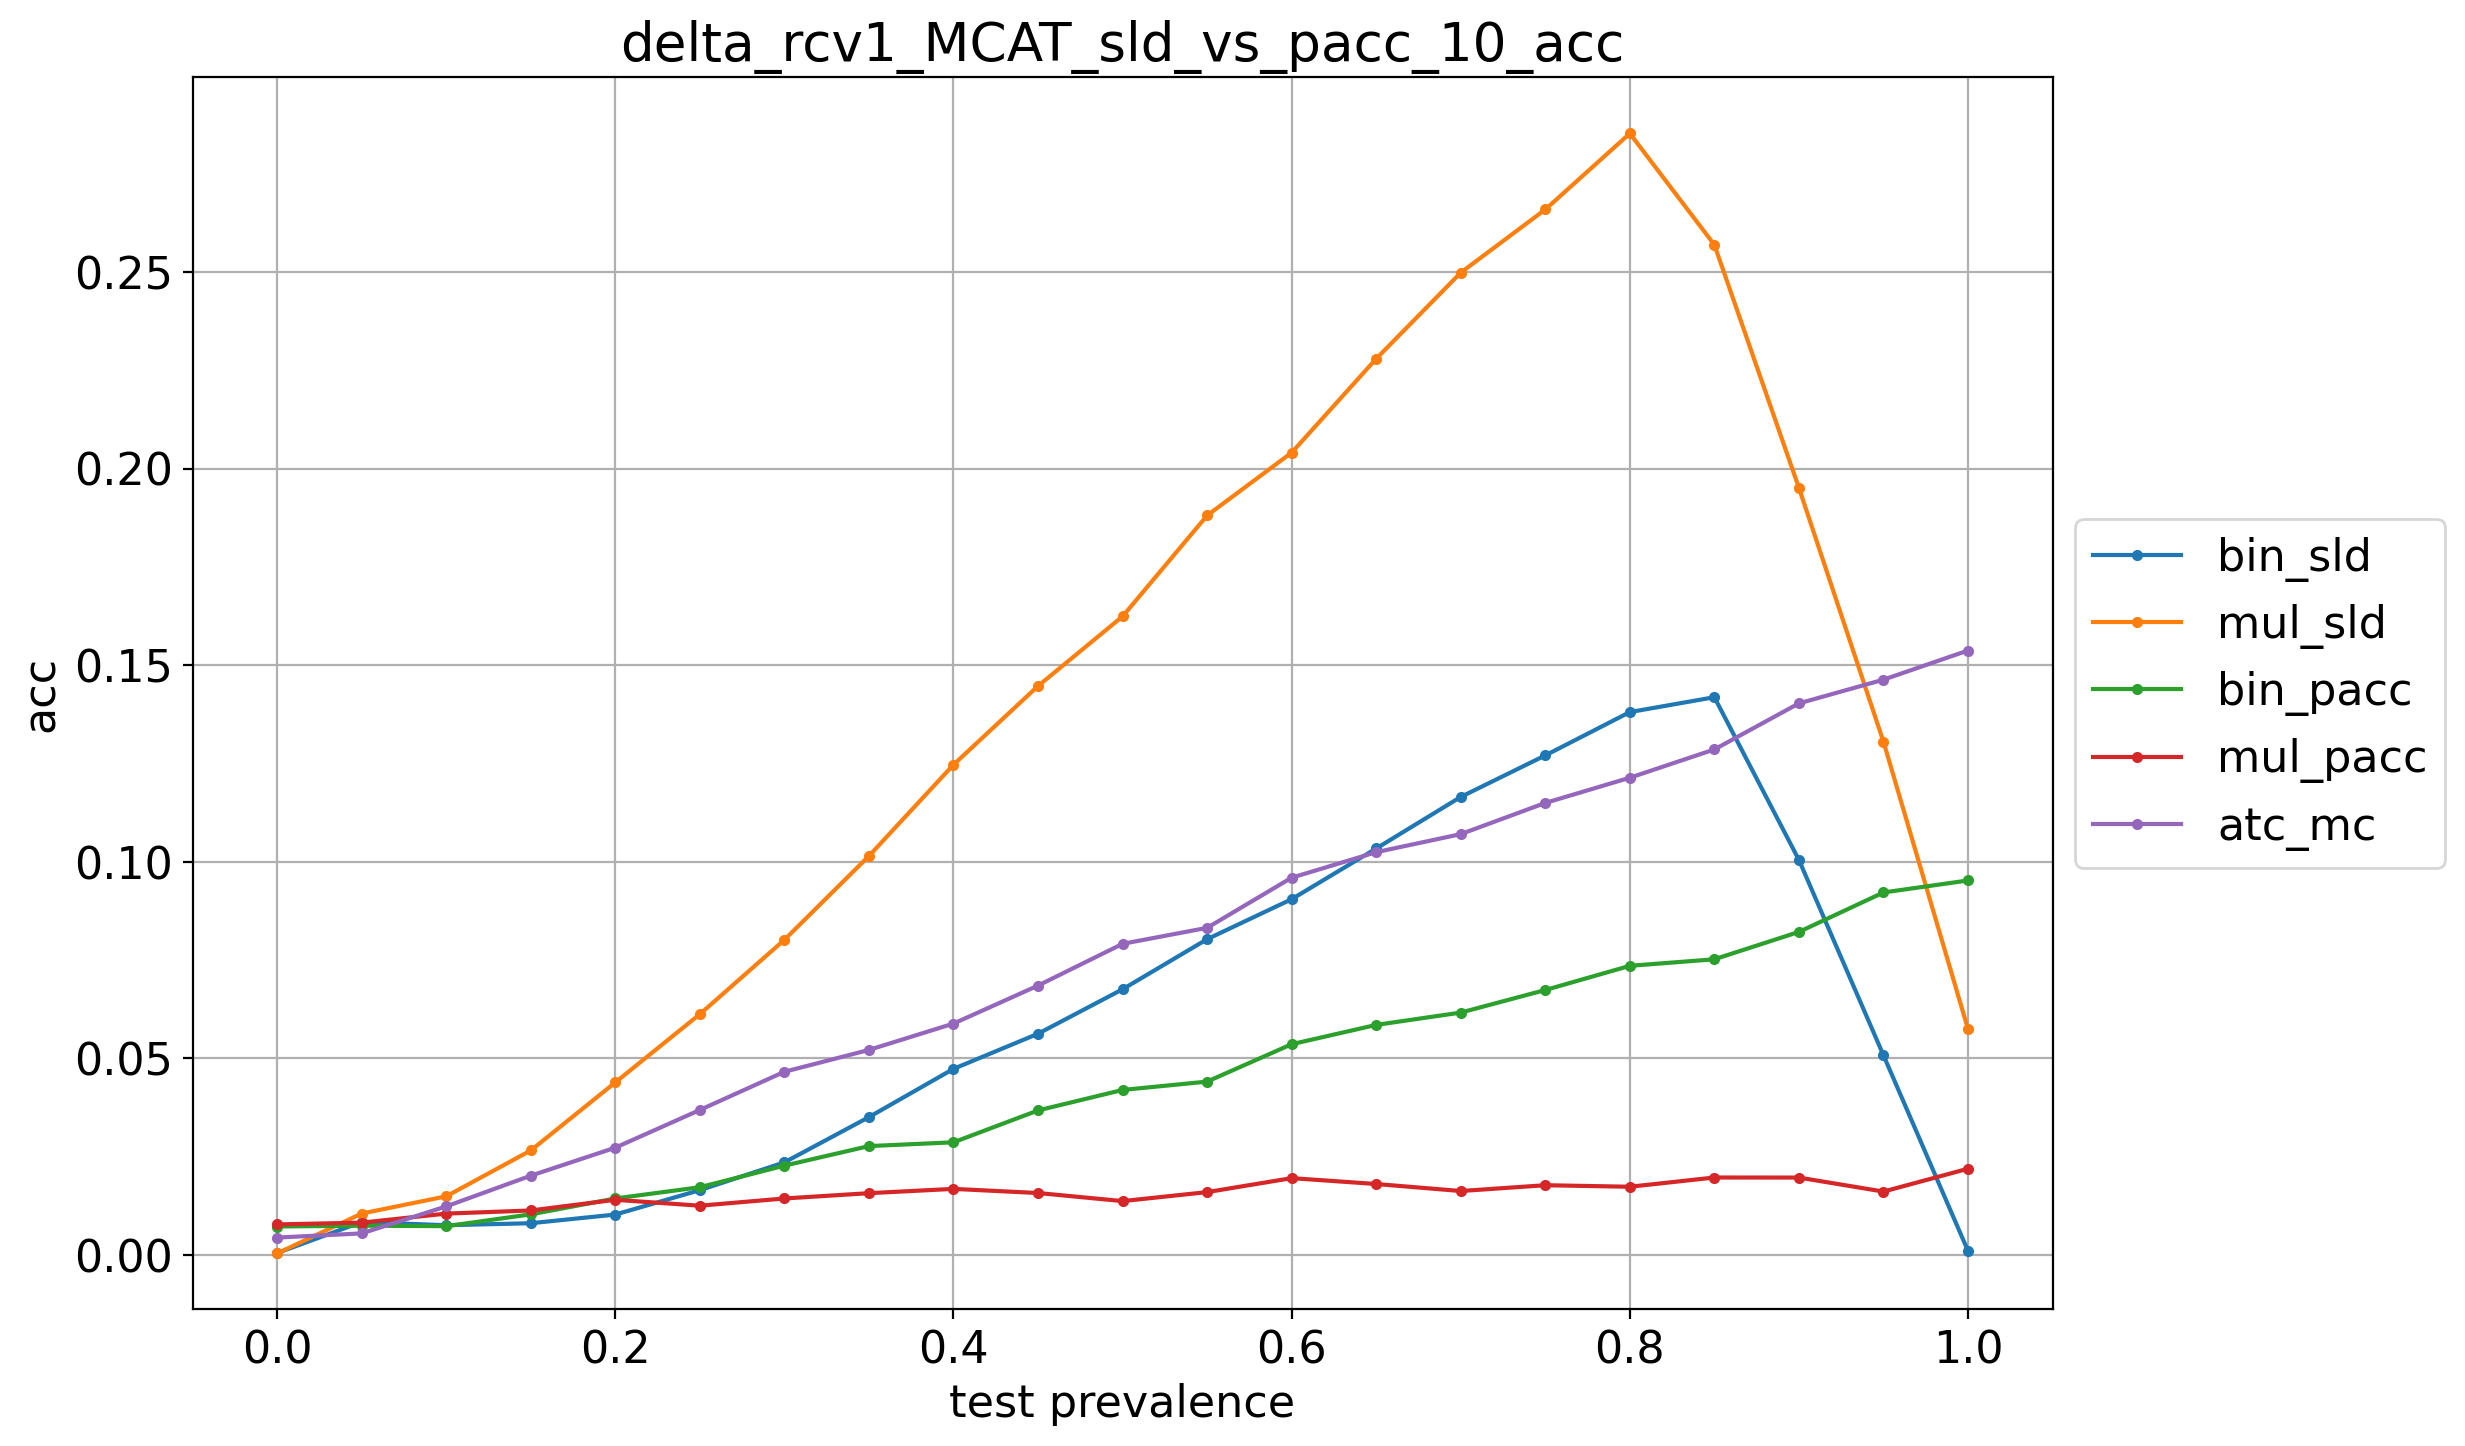 delta_rcv1_MCAT_sld_vs_pacc_10_acc
acc
0.25
0.20
0.15
0.10
0.05
0.00
0.0 0.2 0.4 0.6 0.8 1.0
test prevalence
bin_sld
mul_sld
bin_pacc
mul_pacc
atc_mc